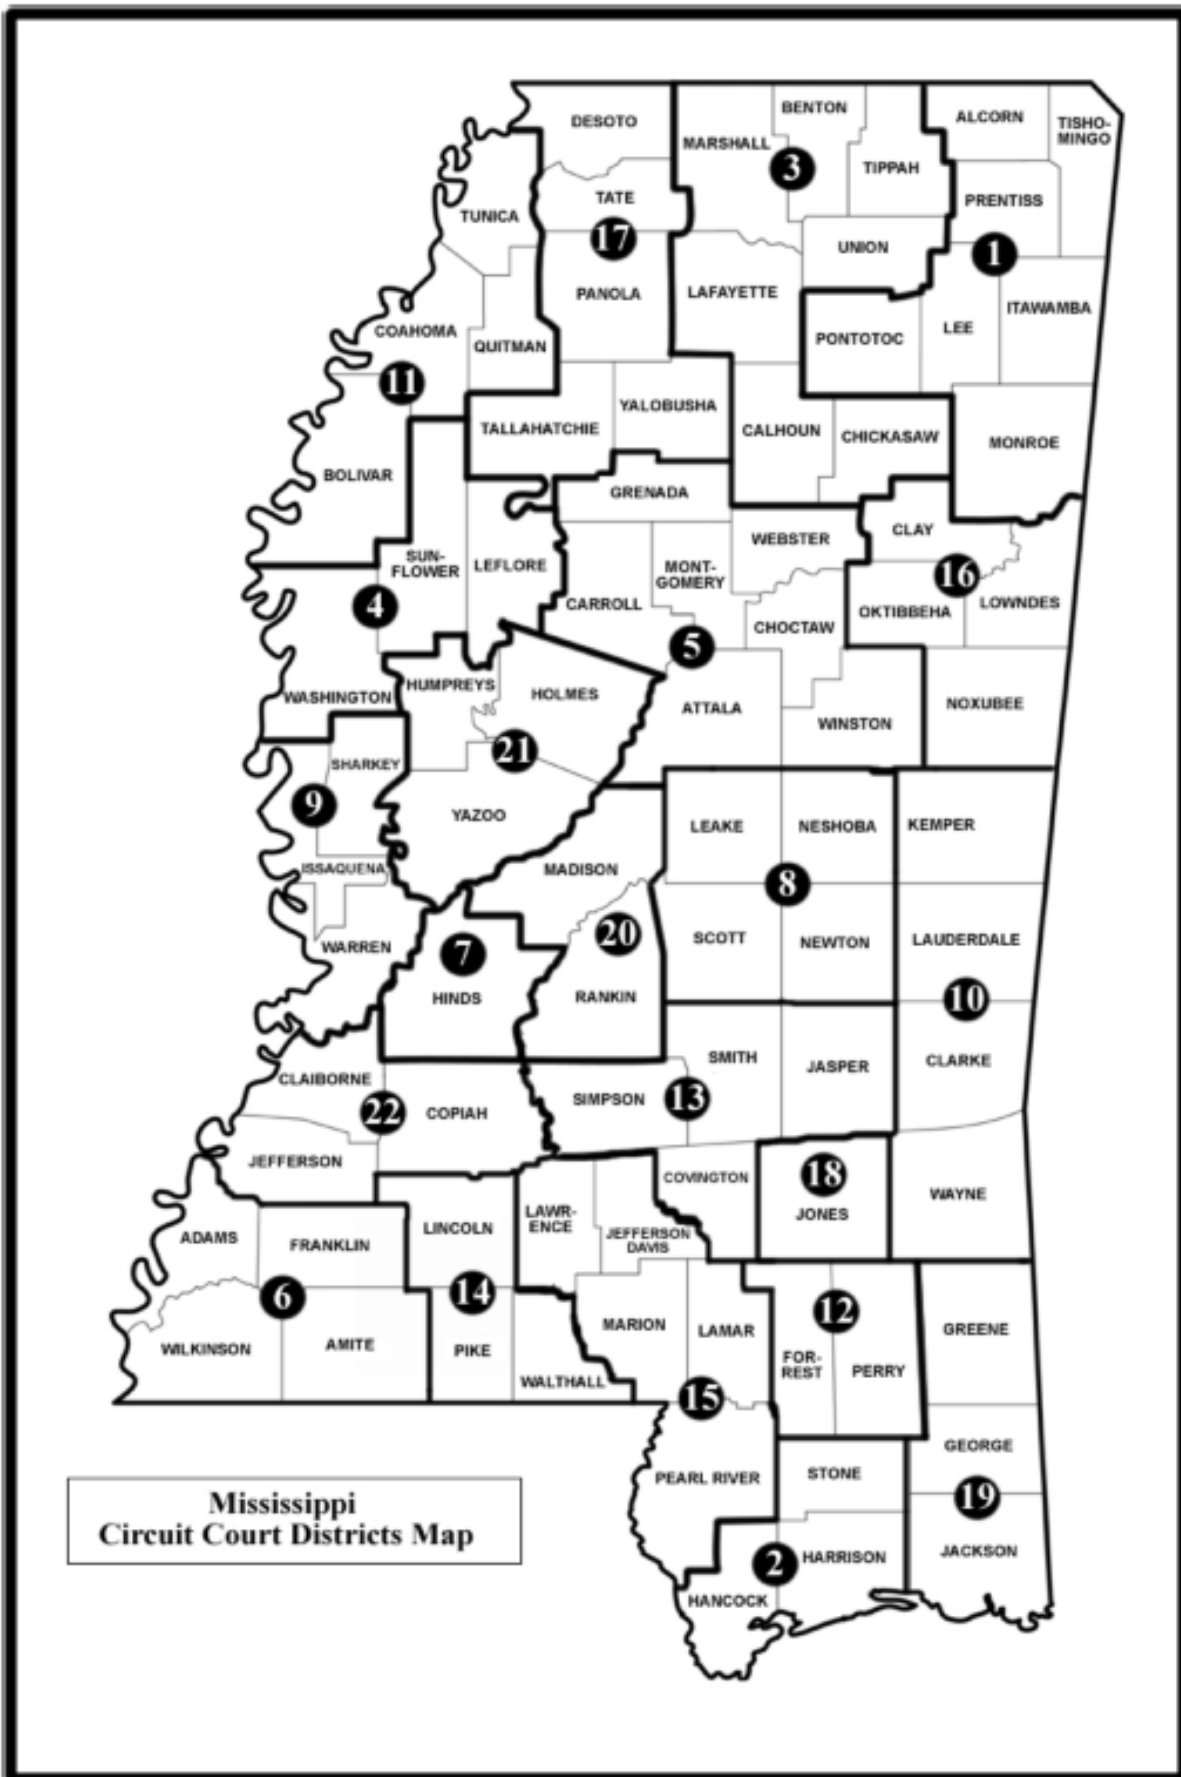 DESOTO
BENTON
ALCORN
TISHO-
MINGO
MARSHALL
3
TIPPAH
TATE
PRENTISS
TUNICA
17
UNION
1
PANOLA
LAFAYETTE
ITAWAMBA
COAHOMA
QUITMAN
PONTOTOC
LEE
11
YALOBUSHA
TALLAHATCHIE
CALHOUN
CHICKASAW
MONROE
BOLIVAR
GRENADA
CLAY
WEBSTER
SUN-
FLOWER
LEFLORE
MONT-
GOMERY
16
4
CARROLL
OKTIBBEHA
LOWNDES
CHOCTAW
5
HUMPREYS
HOLMES
WASHINGTON
ATTALA
NOXUBEE
WINSTON
21
SHARKEY
9
YAZOO
LEAKE
NESHOBA
KEMPER
ISSAQUENA
MADISON
8
WARREN
7
20
SCOTT
NEWTON
LAUDERDALE
HINDS
RANKIN
10
SMITH
JASPER
CLARKE
CLAIBORNE
22
COPIAH
SIMPSON
13
JEFFERSON
COVINGTON
18
JONES
WAYNE
ADAMS
FRANKLIN
LINCOLN
LAWR-
ENCE
JEFFERSON
DAVIS
6
14
12
WILKINSON
AMITE
PIKE
MARION
LAMAR
GREENE
FOR-
REST
PERRY
WALTHALL
15
GEORGE
PEARL RIVER
STONE
19
Mississippi
Circuit Court Districts Map
2
HARRISON
JACKSON
HANCOCK